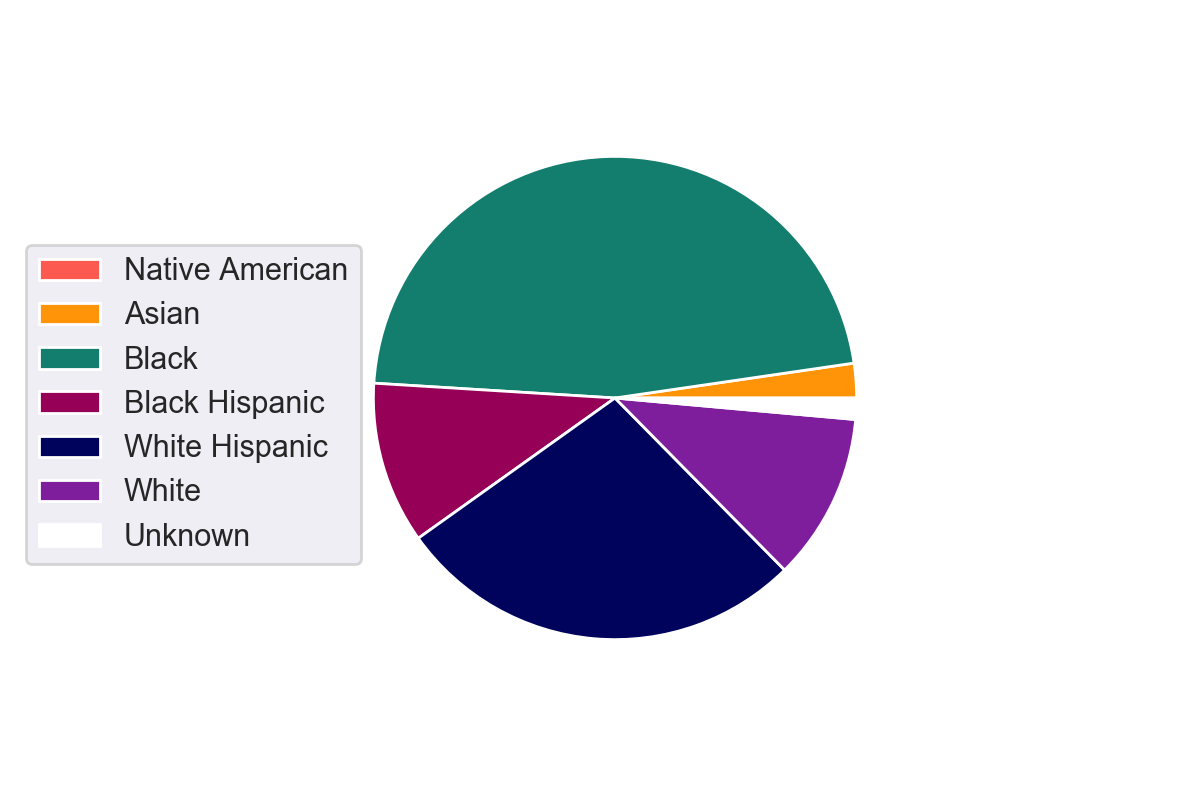 Native American
Asian
Black
Black Hispanic
White Hispanic
White
Unknown